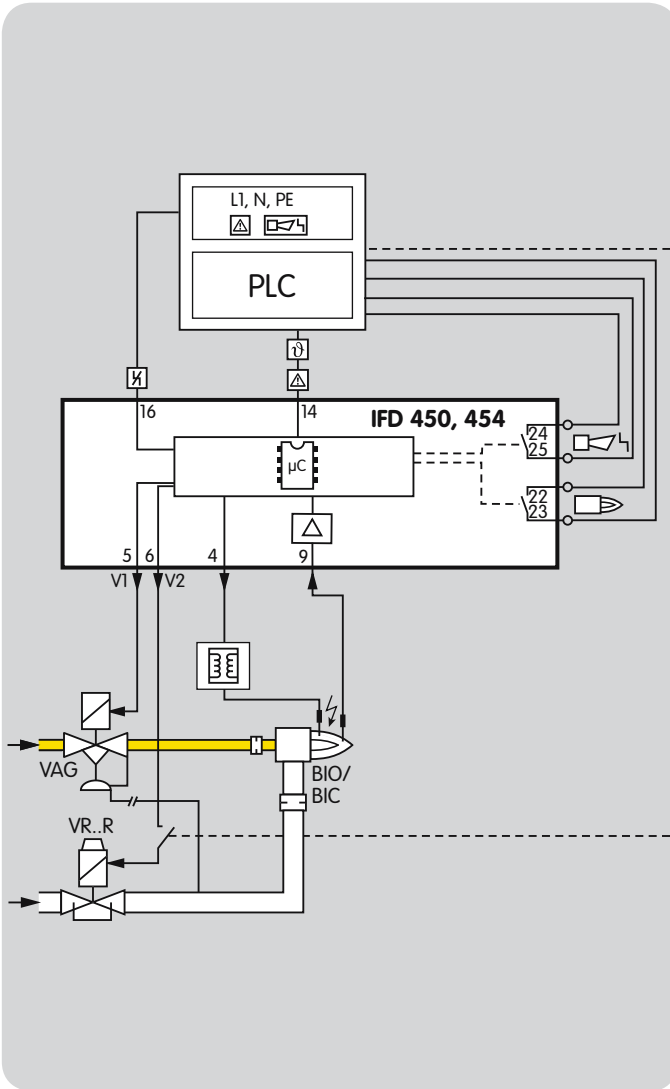 L1, N, PE
PLC
ϑ
16
14
IFD 450, 454
24
25
µC
22
23
5 6 4 9
V1 V2
VAG
BIO/
BIC
VR..R